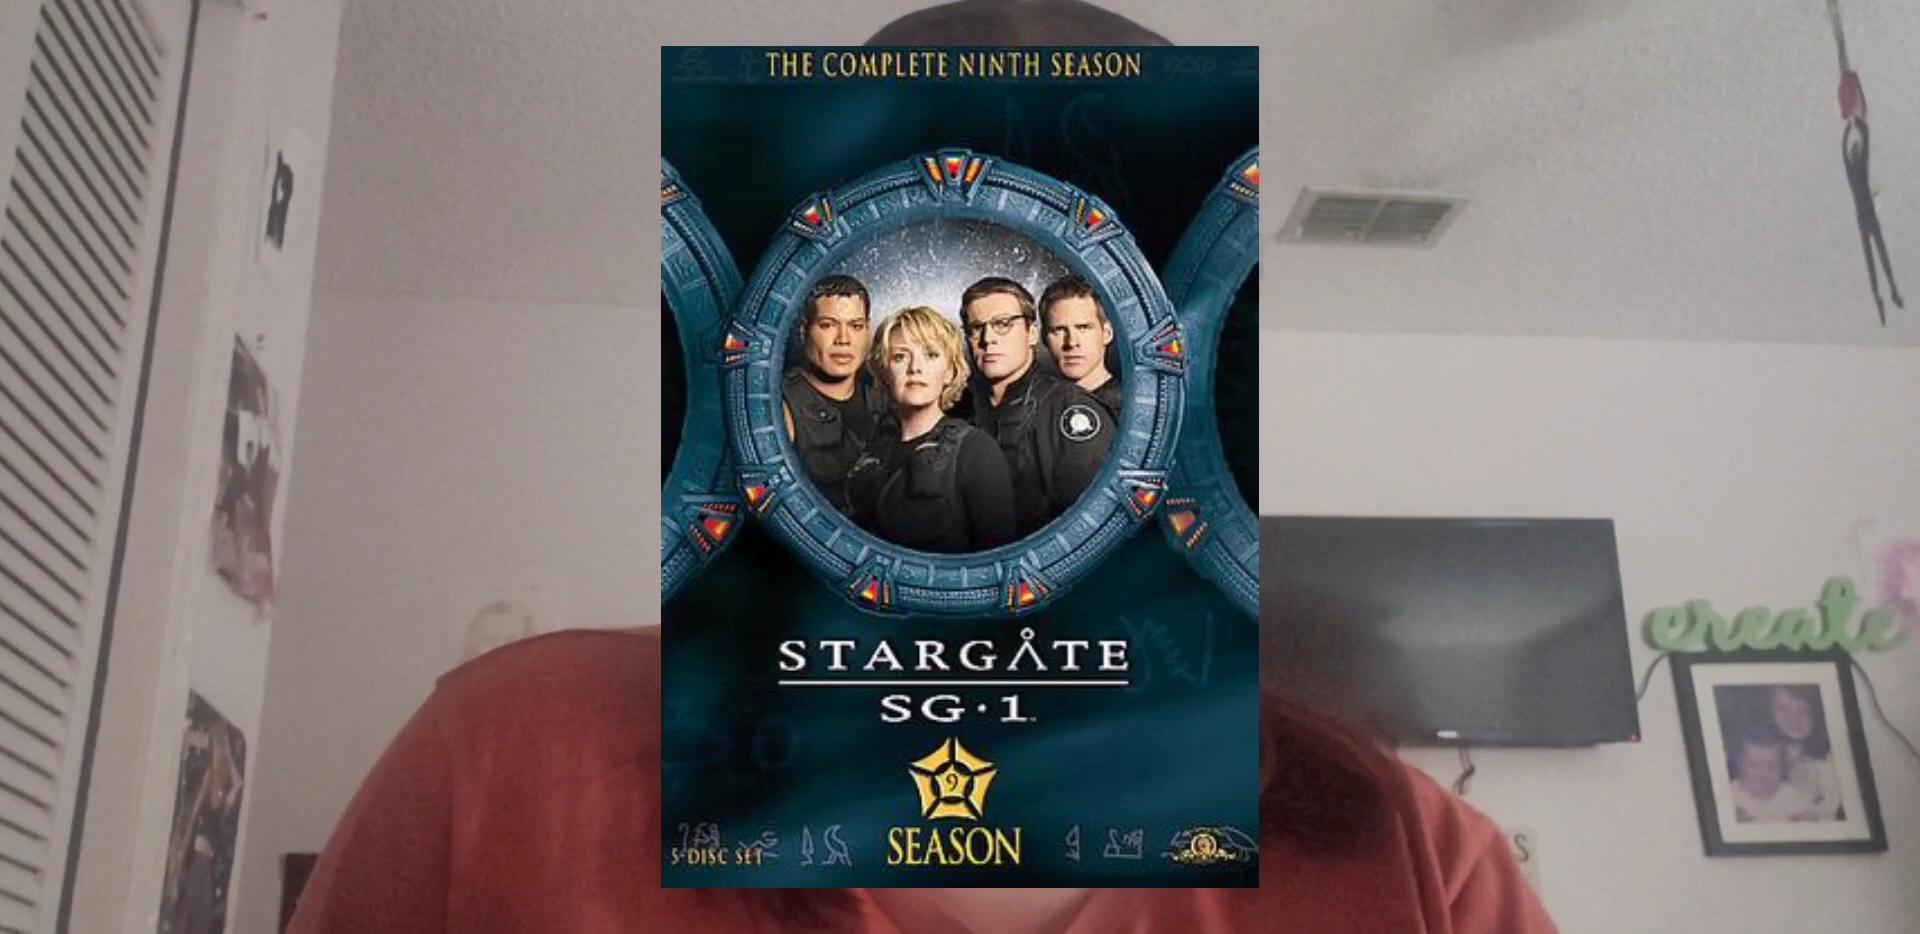 THE COMPLETE NINTH SEASON
STARGATE
SG·1
9
SEASON
5-DISC SET
create